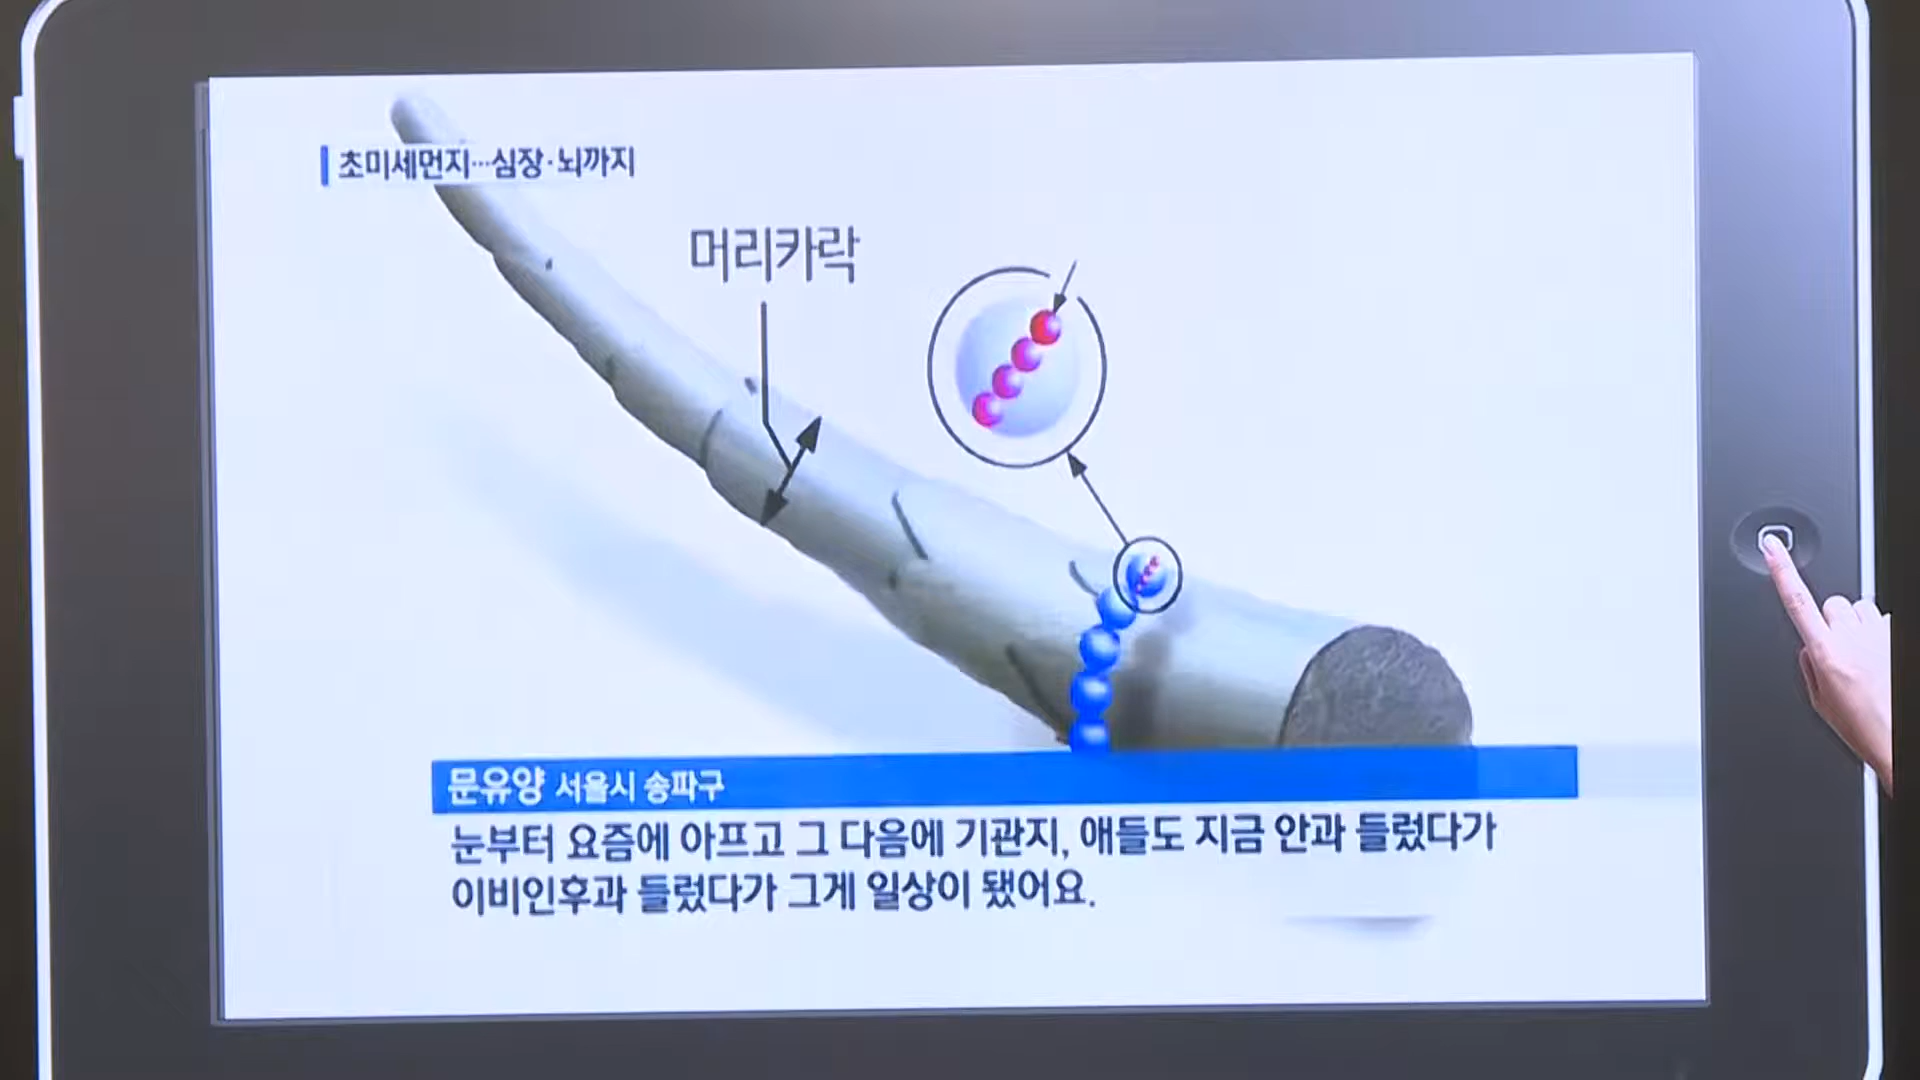 초미세먼지…심장·뇌까지
머리카락
문유양 서울시 송파구
눈부터 요즘에 아프고 그 다음에 기관지, 애들도 지금 안과 들렀다가
이비인후과 들렀다가 그게 일상이 됐어요.